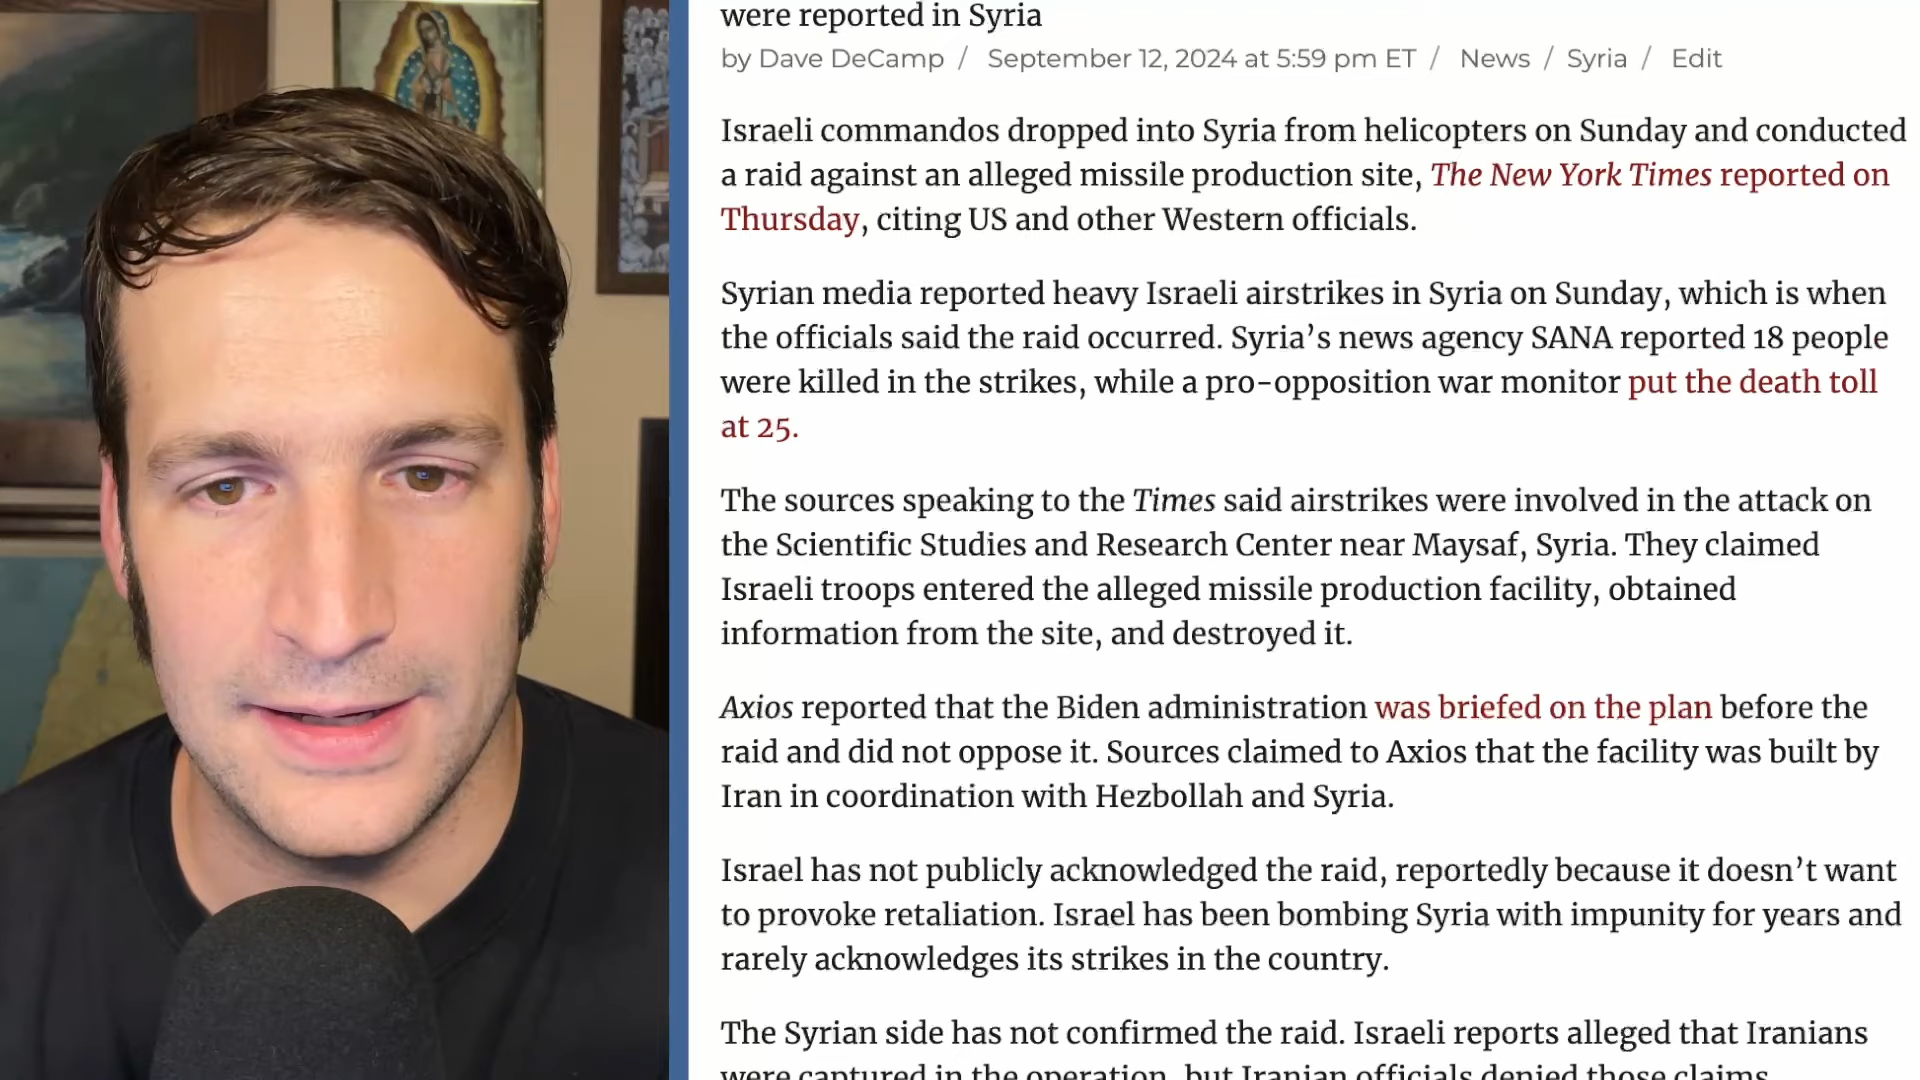 were reported in Syria
by Dave DeCamp / September 12, 2024 at 5:59 pm ET / News / Syria / Edit
Israeli commandos dropped into Syria from helicopters on Sunday and conducted
a raid against an alleged missile production site, The New York Times reported on
Thursday, citing US and other Western officials.
Syrian media reported heavy Israeli airstrikes in Syria on Sunday, which is when
the officials said the raid occurred. Syria’s news agency SANA reported 18 people
were killed in the strikes, while a pro-opposition war monitor put the death toll
at 25.
The sources speaking to the Times said airstrikes were involved in the attack on
the Scientific Studies and Research Center near Maysaf, Syria. They claimed
Israeli troops entered the alleged missile production facility, obtained
information from the site, and destroyed it.
Axios reported that the Biden administration was briefed on the plan before the
raid and did not oppose it. Sources claimed to Axios that the facility was built by
Iran in coordination with Hezbollah and Syria.
Israel has not publicly acknowledged the raid, reportedly because it doesn’t want
to provoke retaliation. Israel has been bombing Syria with impunity for years and
rarely acknowledges its strikes in the country.
The Syrian side has not confirmed the raid. Israeli reports alleged that Iranians
were captured in the operation, but Iranian officials denied those claims.